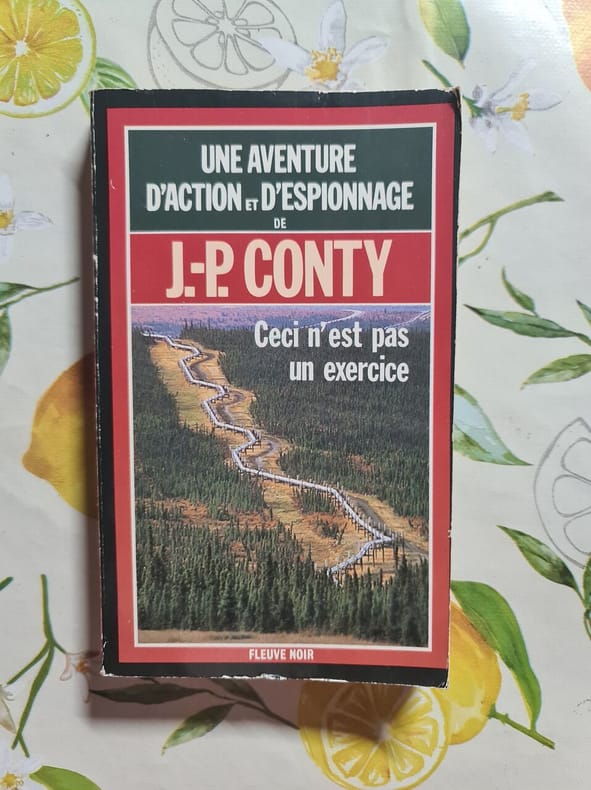 UNE AVENTURE
D'ACTION ET D'ESPIONNAGE
DE
J.-P. CONTY
Ceci n'est pas
un exercice
FLEUVE NOIR